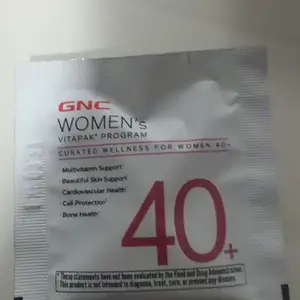 GNC
WOMEN's
VITAPAK® PROGRAM
CURATED WELLNESS FOR WOMEN 40+
Multivitamin Support†
Beautiful Skin Support†
Cardiovascular Health†
Cell Protection†
Bone Health†
40+
†These statements have not been evaluated by the Food and Drug Administration.
This product is not intended to diagnose, treat, cure, or prevent any disease.